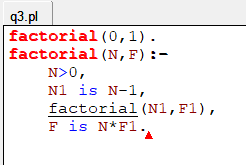 q3.pl
factorial(0,1).
factorial(N,F):-
N>0,
N1 is N-1,
factorial(N1,F1),
F is N*F1.